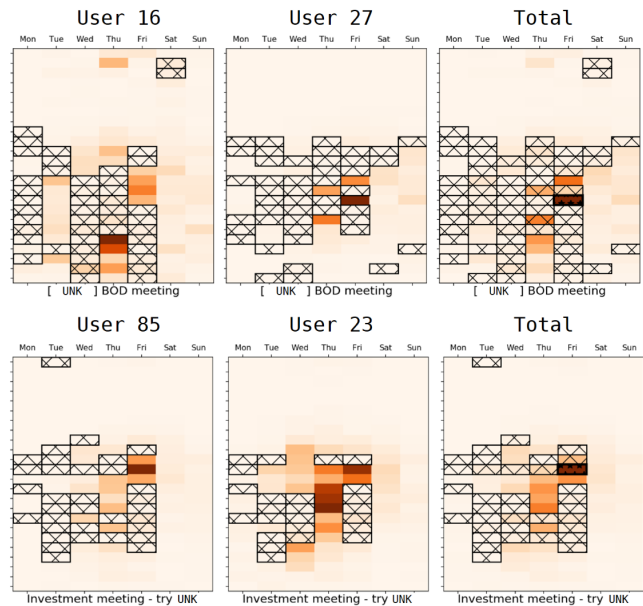 User 16 User 27 Total
Mon Tue Wed Thu Fri Sat Sun Mon Tue Wed Thu Fri Sat Sun Mon Tue Wed Thu Fri Sat Sun
[ UNK ] BOD meeting [ UNK ] BOD meeting [ UNK ] BOD meeting
User 85 User 23 Total
Mon Tue Wed Thu Fri Sat Sun Mon Tue Wed Thu Fri Sat Sun Mon Tue Wed Thu Fri Sat Sun
Investment meeting - try UNK Investment meeting - try UNK Investment meeting - try UNK